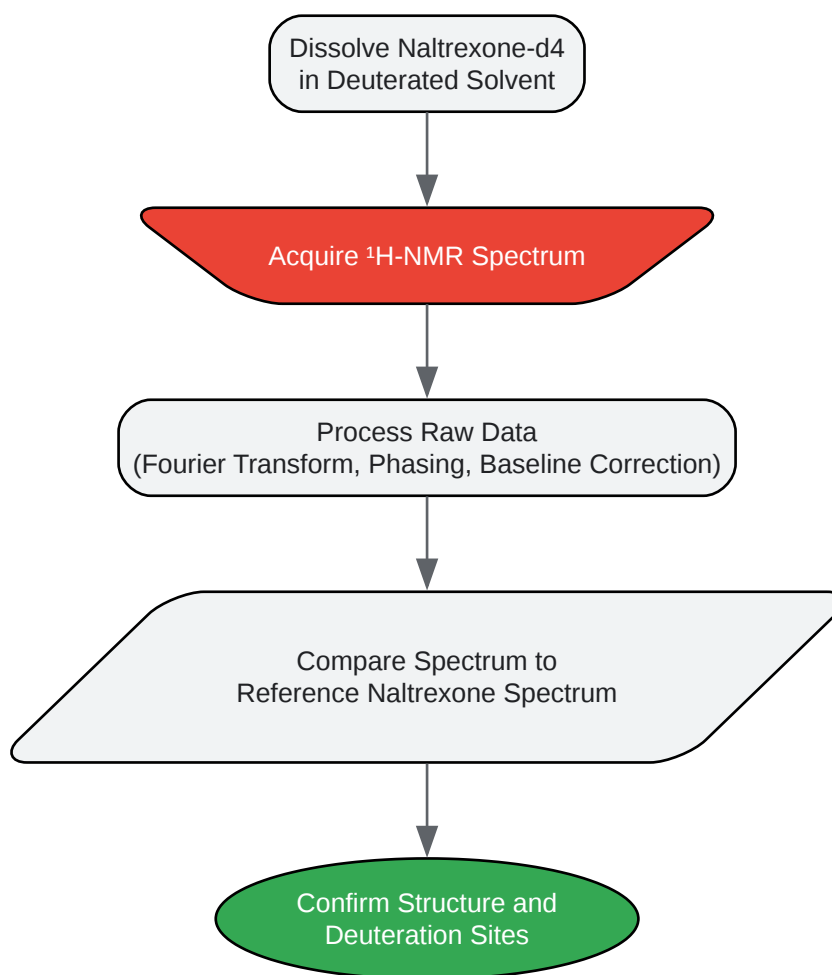 Dissolve Naltrexone-d4
in Deuterated Solvent
Acquire ¹H-NMR Spectrum
Process Raw Data
(Fourier Transform, Phasing, Baseline Correction)
Compare Spectrum to
Reference Naltrexone Spectrum
Confirm Structure and
Deuteration Sites